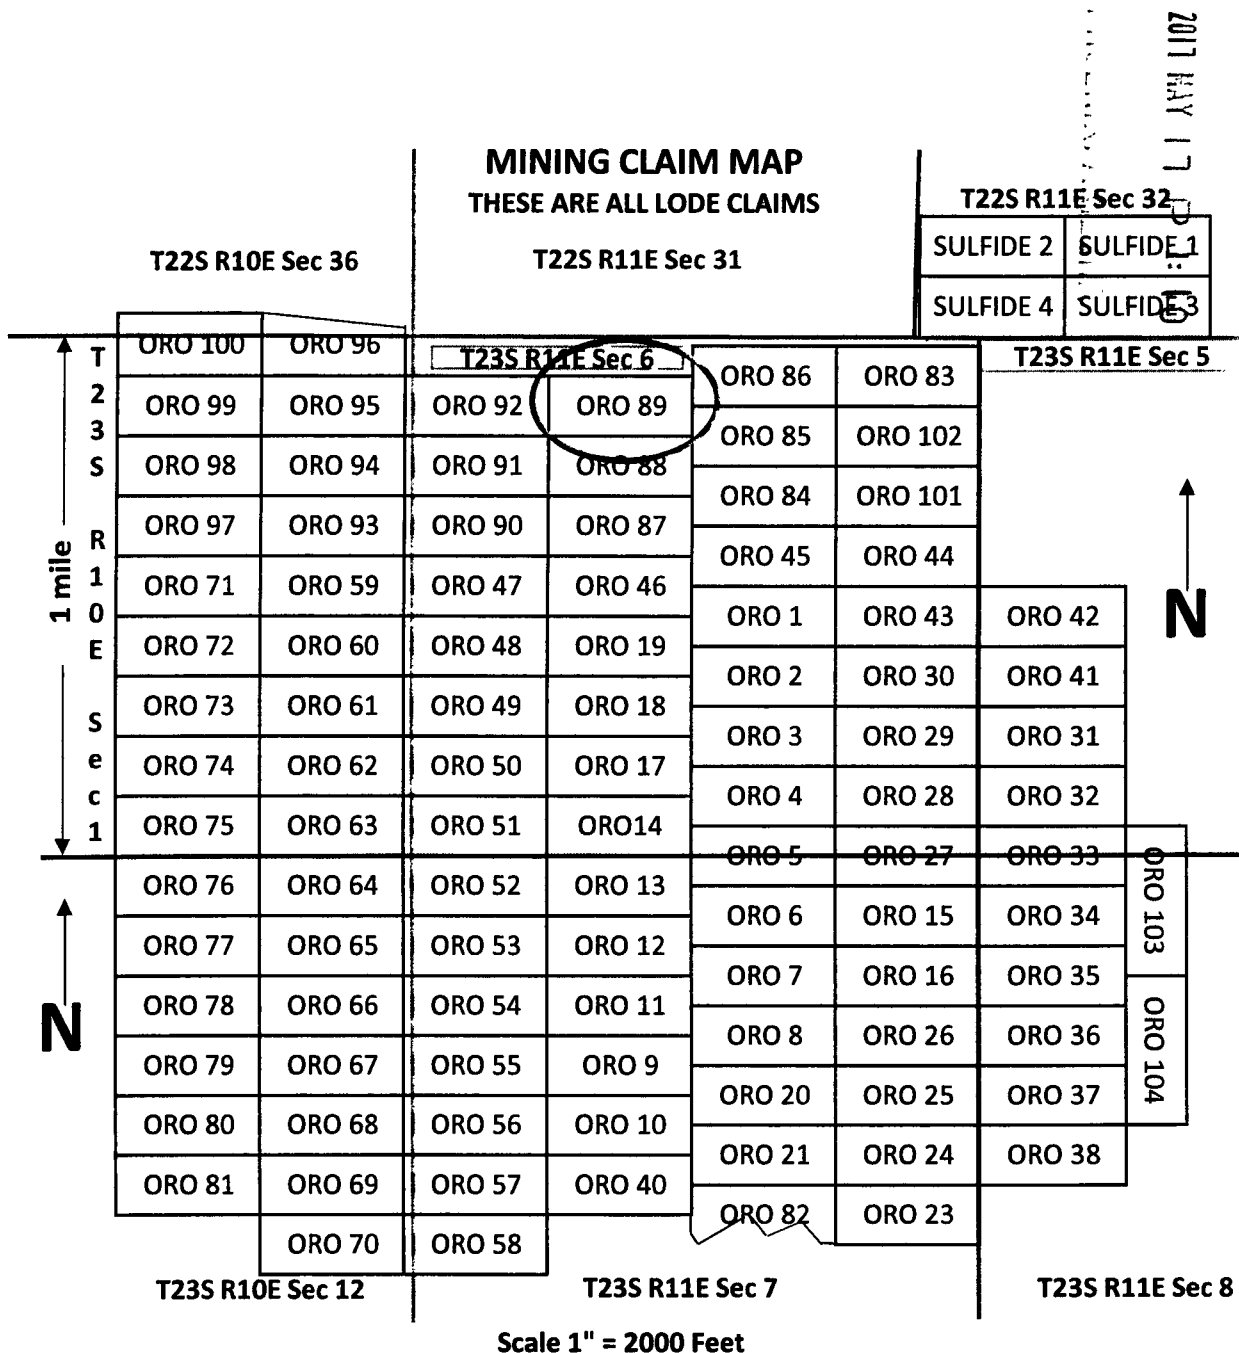 2017 MAY 17 P 1: 10
MINING CLAIM MAP
THESE ARE ALL LODE CLAIMS
T22S R10E Sec 36
T22S R11E Sec 31
T22S R11E Sec 32
SULFIDE 2 SULFIDE 1
SULFIDE 4 SULFIDE 3
T23S R10E Sec 1
1 mile
T23S R11E Sec 6
T23S R11E Sec 5
ORO 100 ORO 96
ORO 86 ORO 83
ORO 99 ORO 95 ORO 92 ORO 89
ORO 85 ORO 102
ORO 98 ORO 94 ORO 91 ORO 88
ORO 84 ORO 101
ORO 97 ORO 93 ORO 90 ORO 87
ORO 45 ORO 44
ORO 71 ORO 59 ORO 47 ORO 46
ORO 1 ORO 43 ORO 42
N
ORO 72 ORO 60 ORO 48 ORO 19
ORO 2 ORO 30 ORO 41
ORO 73 ORO 61 ORO 49 ORO 18
ORO 3 ORO 29 ORO 31
ORO 74 ORO 62 ORO 50 ORO 17
ORO 4 ORO 28 ORO 32
ORO 75 ORO 63 ORO 51 ORO14
ORO 5 ORO 27 ORO 33
ORO 103
ORO 76 ORO 64 ORO 52 ORO 13
ORO 6 ORO 15 ORO 34
ORO 77 ORO 65 ORO 53 ORO 12
ORO 7 ORO 16 ORO 35
ORO 78 ORO 66 ORO 54 ORO 11
N
ORO 8 ORO 26 ORO 36
ORO 104
ORO 79 ORO 67 ORO 55 ORO 9
ORO 20 ORO 25 ORO 37
ORO 80 ORO 68 ORO 56 ORO 10
ORO 21 ORO 24 ORO 38
ORO 81 ORO 69 ORO 57 ORO 40
ORO 82 ORO 23
ORO 70 ORO 58
T23S R10E Sec 12
T23S R11E Sec 7
T23S R11E Sec 8
Scale 1" = 2000 Feet